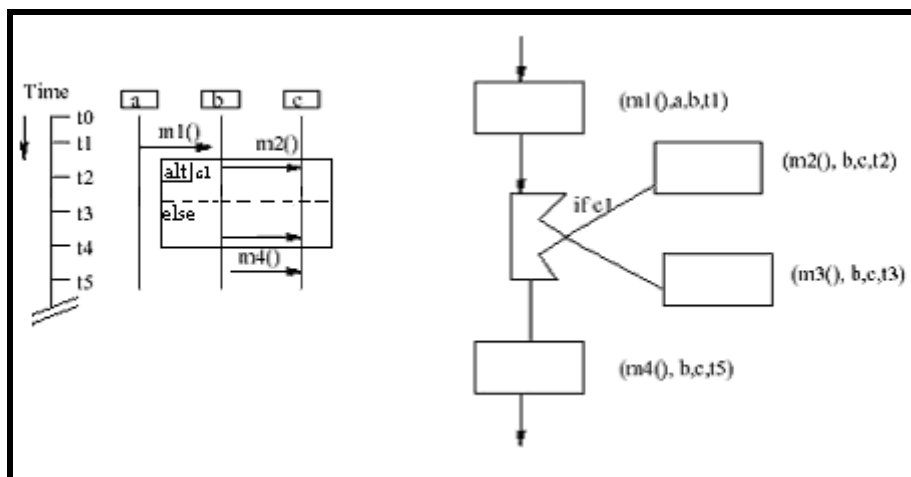 Time
a b c
t0
t1
t2
t3
t4
t5
m1()
m2()
alt c1
else
m4()
(m1(),a,b,t1)
(m2(), b,c,t2)
if c1
(m3(), b,c,t3)
(m4(), b,c,t5)